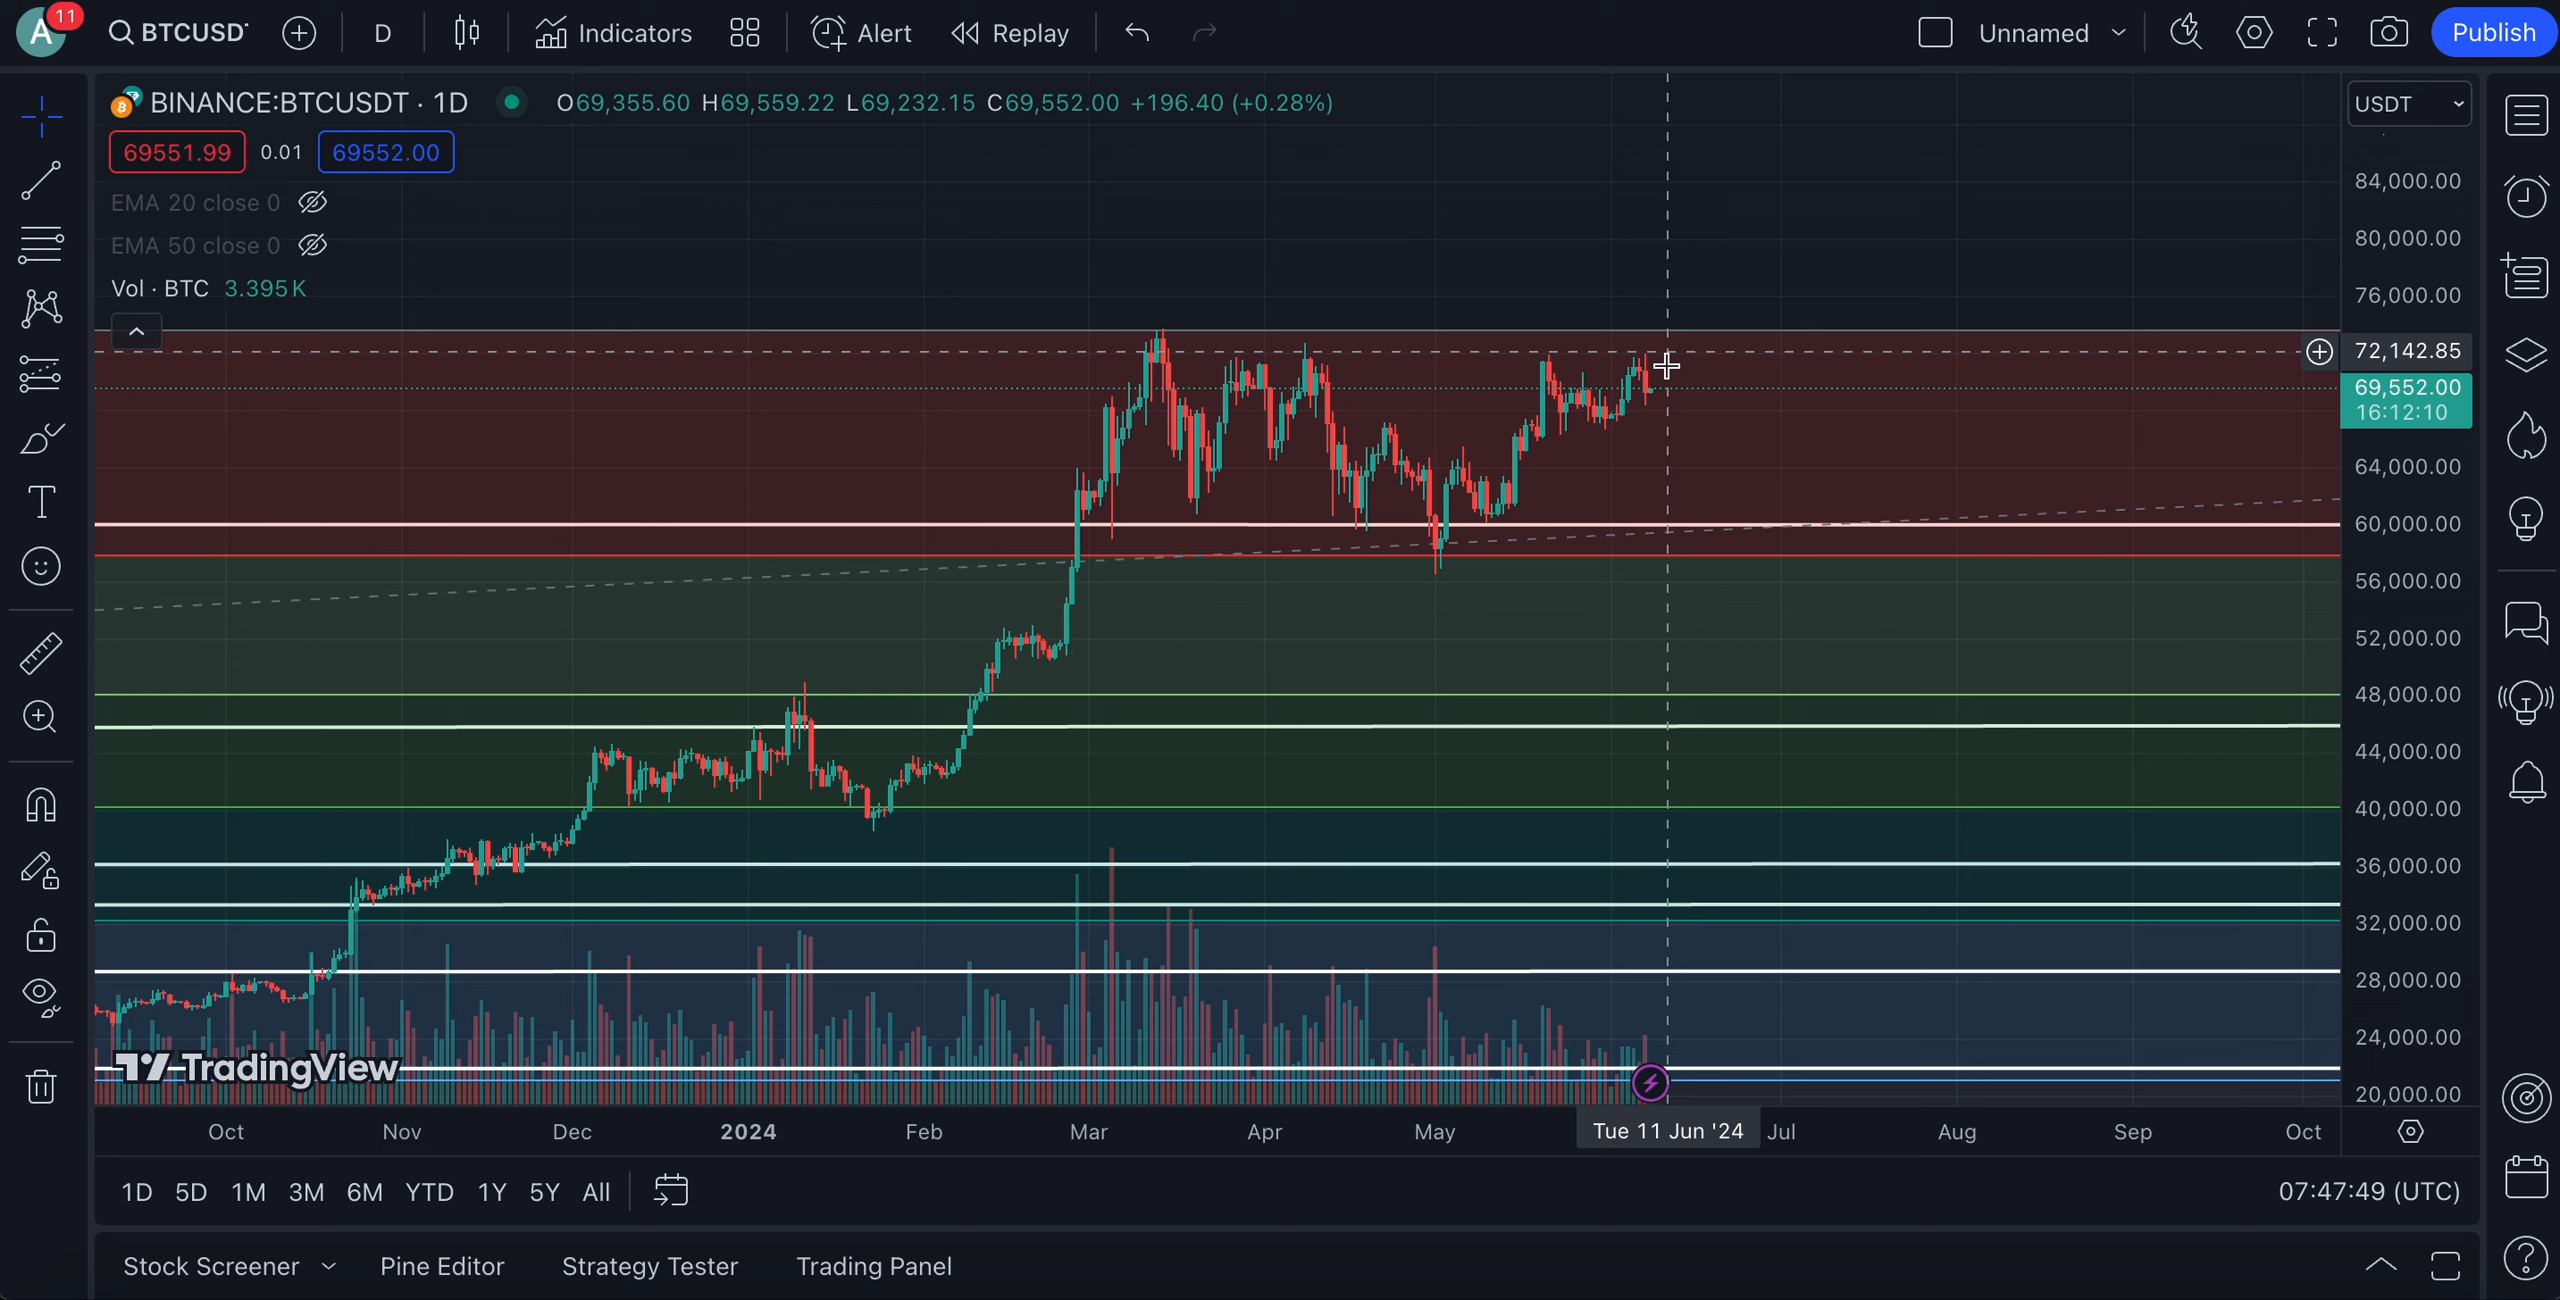 A 11 BTCUSDT D Indicators Alert Replay Unnamed Publish
BINANCE:BTCUSDT · 1D O69,355.60 H69,559.22 L69,232.15 C69,552.00 +196.40 (+0.28%)
USDT
69551.99 0.01 69552.00
EMA 20 close 0
EMA 50 close 0
Vol · BTC 3.395K
84,000.00
80,000.00
76,000.00
72,142.85
69,552.00
16:12:10
64,000.00
60,000.00
56,000.00
52,000.00
48,000.00
44,000.00
40,000.00
36,000.00
32,000.00
28,000.00
24,000.00
20,000.00
TradingView
Oct Nov Dec 2024 Feb Mar Apr May Tue 11 Jun '24 Jul Aug Sep Oct
1D 5D 1M 3M 6M YTD 1Y 5Y All
07:47:49 (UTC)
Stock Screener Pine Editor Strategy Tester Trading Panel